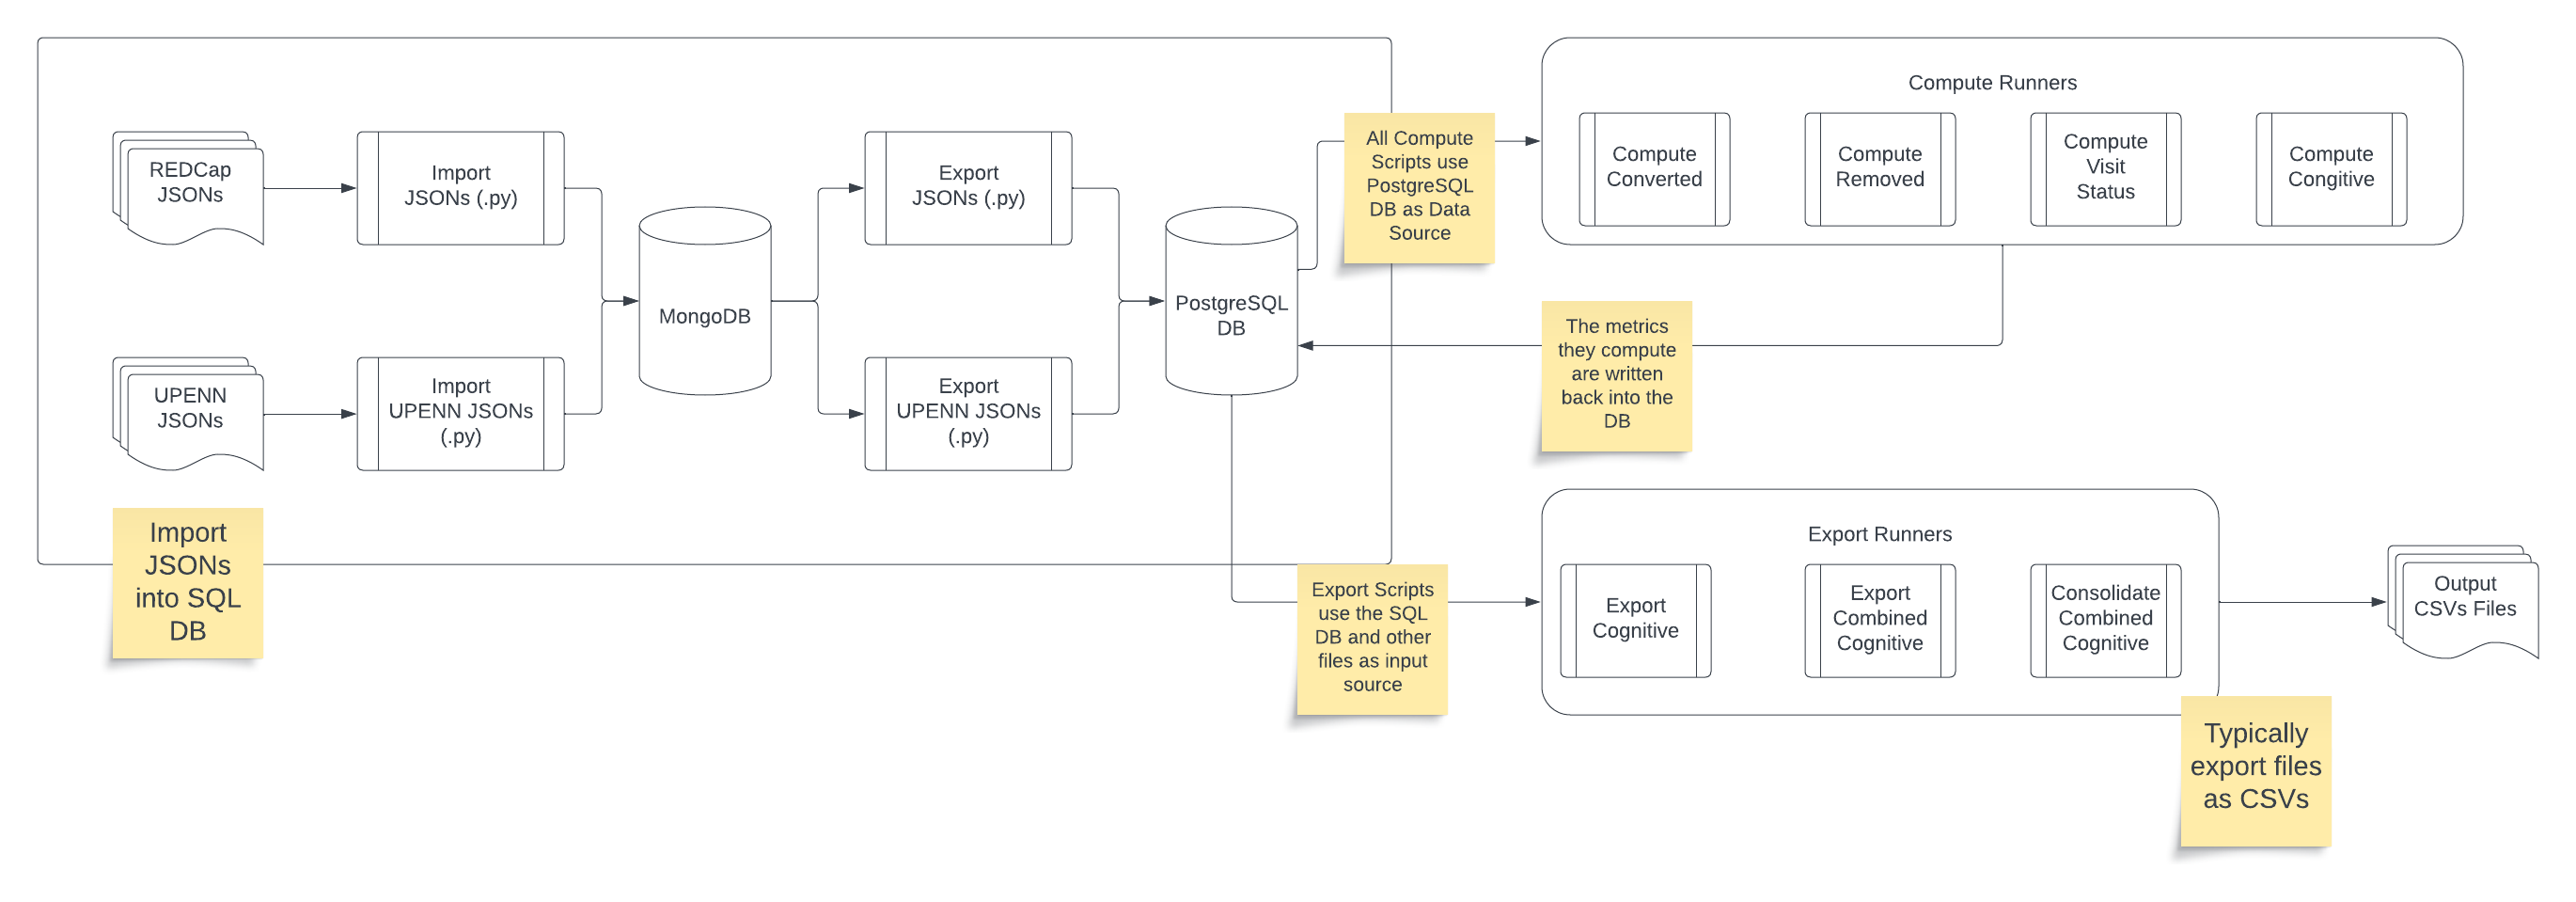 REDCap
JSONs
Import
JSONs (.py)
Export
JSONs (.py)
MongoDB
PostgreSQL
DB
UPENN
JSONs
Import
UPENN JSONs
(.py)
Export
UPENN JSONs
(.py)
Import
JSONs
into SQL
DB
All Compute
Scripts use
PostgreSQL
DB as Data
Source
Compute Runners
Compute
Converted
Compute
Removed
Compute
Visit
Status
Compute
Congitive
The metrics
they compute
are written
back into the
DB
Export Scripts
use the SQL
DB and other
files as input
source
Export Runners
Export
Cognitive
Export
Combined
Cognitive
Consolidate
Combined
Cognitive
Output
CSVs Files
Typically
export files
as CSVs